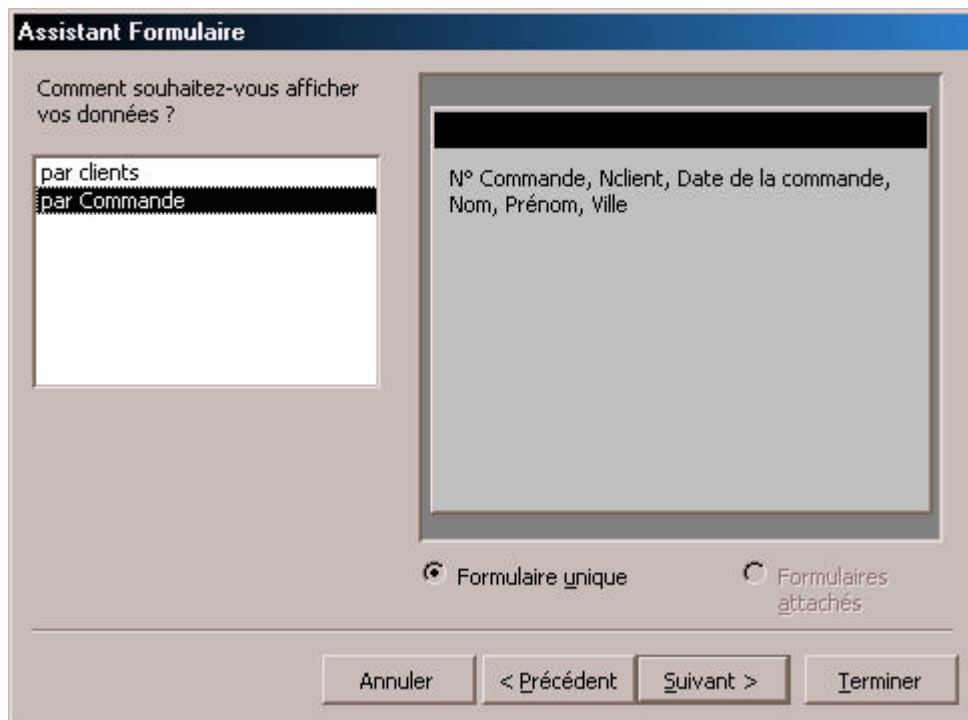 Assistant Formulaire
Comment souhaitez-vous afficher
vos données ?
par clients
par Commande
N° Commande, Nclient, Date de la commande,
Nom, Prénom, Ville
Formulaire unique
Formulaires
attachés
Annuler
< Précédent
Suivant >
Terminer